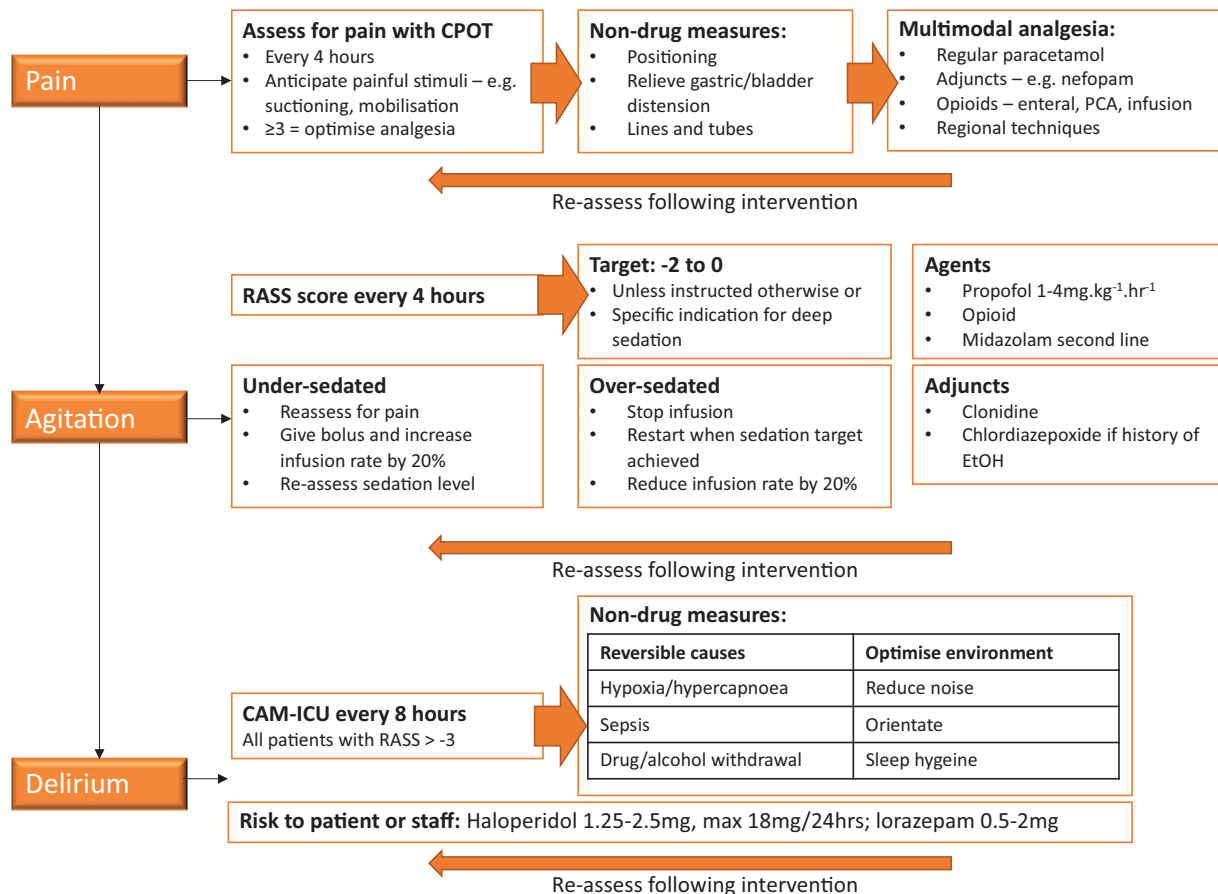 Pain
Assess for pain with CPOT
• Every 4 hours
• Anticipate painful stimuli – e.g.
suctioning, mobilisation
• ≥3 = optimise analgesia
Non-drug measures:
• Positioning
• Relieve gastric/bladder
distension
• Lines and tubes
Multimodal analgesia:
• Regular paracetamol
• Adjuncts – e.g. nefopam
• Opioids – enteral, PCA, infusion
• Regional techniques
Re-assess following intervention
RASS score every 4 hours
Target: -2 to 0
• Unless instructed otherwise or
• Specific indication for deep
sedation
Agents
• Propofol 1-4mg.kg⁻¹.hr⁻¹
• Opioid
• Midazolam second line
Agitation
Under-sedated
• Reassess for pain
• Give bolus and increase
infusion rate by 20%
• Re-assess sedation level
Over-sedated
• Stop infusion
• Restart when sedation target
achieved
• Reduce infusion rate by 20%
Adjuncts
• Clonidine
• Chlordiazepoxide if history of
EtOH
Re-assess following intervention
Delirium
CAM-ICU every 8 hours
All patients with RASS > -3
Non-drug measures:
Reversible causes Optimise environment
Hypoxia/hypercapnoea Reduce noise
Sepsis Orientate
Drug/alcohol withdrawal Sleep hygeine
Risk to patient or staff: Haloperidol 1.25-2.5mg, max 18mg/24hrs; lorazepam 0.5-2mg
Re-assess following intervention